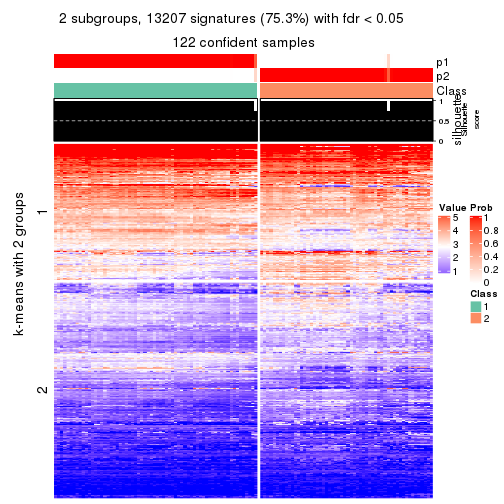 2 subgroups, 13207 signatures (75.3%) with fdr < 0.05
122 confident samples
p1
p2
Class
1
0.5
0
silhouette
Silhouette
score
k-means with 2 groups
1
2
Value
5
4
3
2
1
Prob
1
0.8
0.6
0.4
0.2
0
Class
1
2